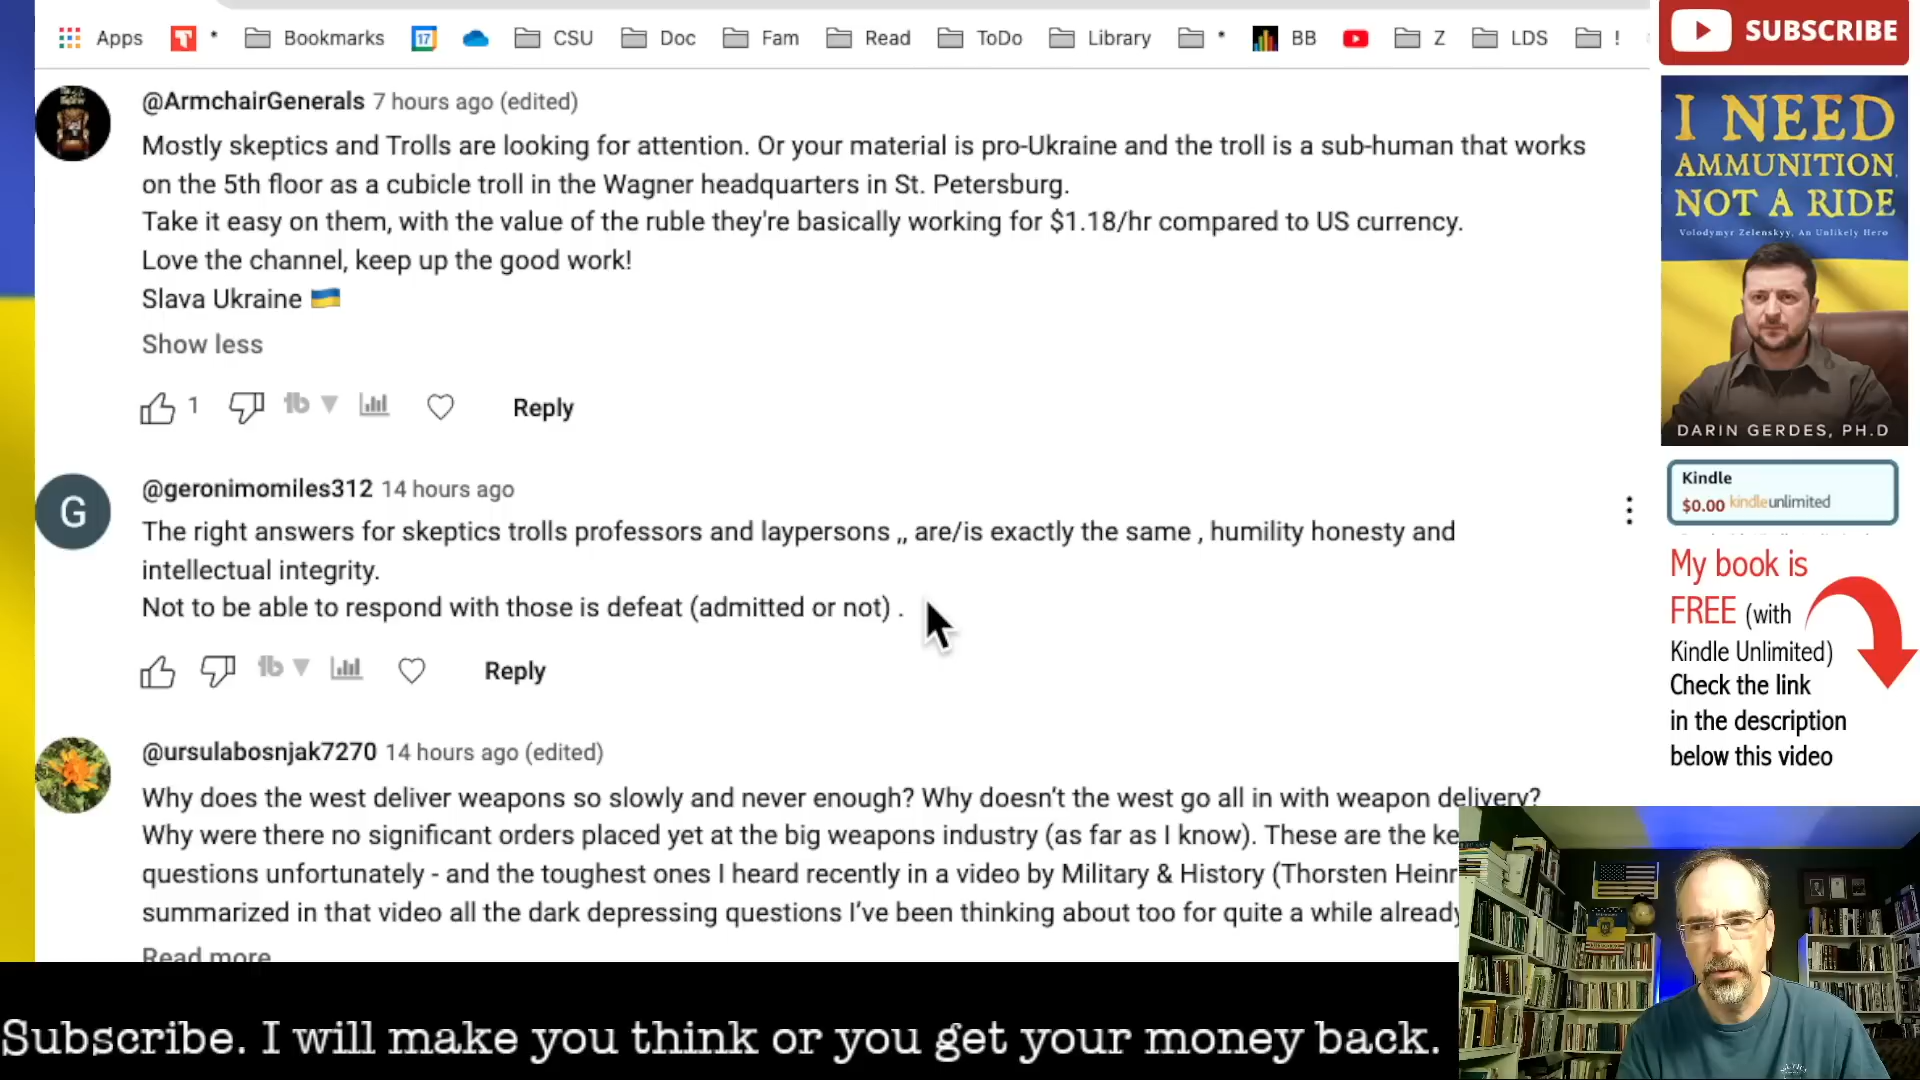 Apps * Bookmarks 17 CSU Doc Fam Read ToDo Library * BB Z LDS !
SUBSCRIBE
@ArmchairGenerals 7 hours ago (edited)
Mostly skeptics and Trolls are looking for attention. Or your material is pro-Ukraine and the troll is a sub-human that works
on the 5th floor as a cubicle troll in the Wagner headquarters in St. Petersburg.
Take it easy on them, with the value of the ruble they're basically working for $1.18/hr compared to US currency.
Love the channel, keep up the good work!
Slava Ukraine
Show less
1 Reply
G
@geronimomiles312 14 hours ago
The right answers for skeptics trolls professors and laypersons ,, are/is exactly the same , humility honesty and
intellectual integrity.
Not to be able to respond with those is defeat (admitted or not) .
Reply
@ursulabosnjak7270 14 hours ago (edited)
Why does the west deliver weapons so slowly and never enough? Why doesn't the west go all in with weapon delivery?
Why were there no significant orders placed yet at the big weapons industry (as far as I know). These are the ke
questions unfortunately - and the toughest ones I heard recently in a video by Military & History (Thorsten Heinr
summarized in that video all the dark depressing questions I've been thinking about too for quite a while already
Read more
I NEED
AMMUNITION,
NOT A RIDE
Volodymyr Zelenskyy, An Unlikely Hero
DARIN GERDES, PH.D
Kindle
$0.00 kindleunlimited
My book is
FREE (with
Kindle Unlimited)
Check the link
in the description
below this video
Subscribe. I will make you think or you get your money back.